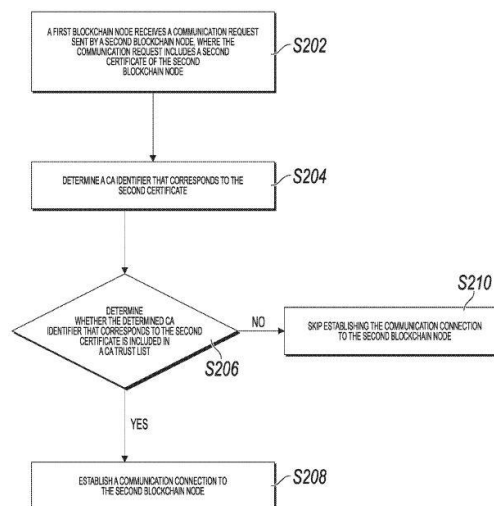 A FIRST BLOCKCHAIN NODE RECEIVES A COMMUNICATION REQUEST
SENT BY A SECOND BLOCKCHAIN NODE, WHERE THE
COMMUNICATION REQUEST INCLUDES A SECOND
CERTIFICATE OF THE SECOND
BLOCKCHAIN NODE
S202
DETERMINE A CA IDENTIFIER THAT CORRESPONDS TO THE
SECOND CERTIFICATE
S204
DETERMINE
WHETHER THE DETERMINED CA
IDENTIFIER THAT CORRESPONDS TO THE SECOND
CERTIFICATE IS INCLUDED IN
A CA TRUST LIST
S206
NO
S210
SKIP ESTABLISHING THE COMMUNICATION CONNECTION
TO THE SECOND BLOCKCHAIN NODE
YES
ESTABLISH A COMMUNICATION CONNECTION TO
THE SECOND BLOCKCHAIN NODE
S208